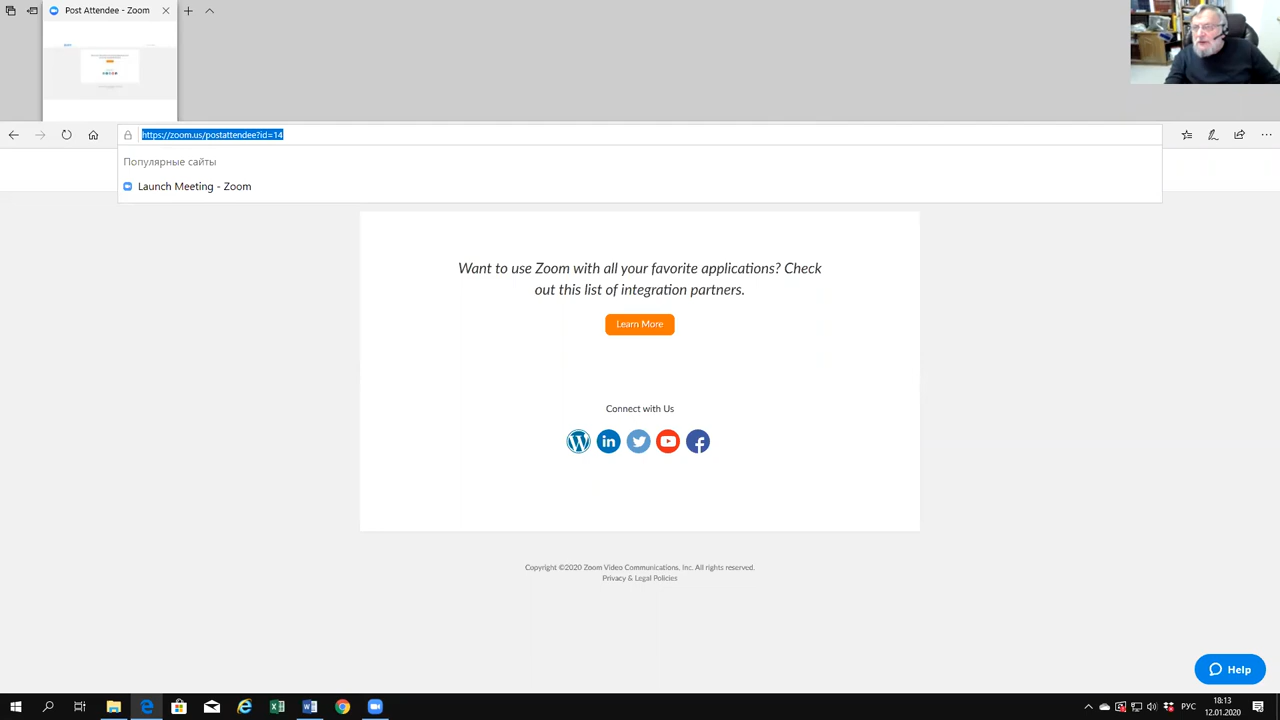 Post Attendee - Zoom
https://zoom.us/postattendee?id=14
Популярные сайты
Launch Meeting - Zoom
Want to use Zoom with all your favorite applications? Check
out this list of integration partners.
Learn More
Connect with Us
Copyright ©2020 Zoom Video Communications, Inc. All rights reserved.
Privacy & Legal Policies
Help
РУС
18:13
12.01.2020